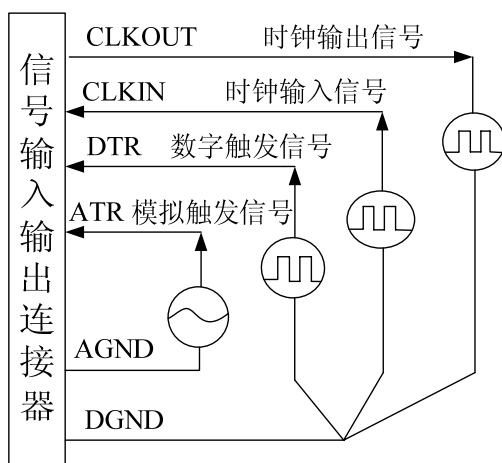 信号输入输出连接器
CLKOUT 时钟输出信号
CLKIN 时钟输入信号
DTR 数字触发信号
ATR 模拟触发信号
AGND
DGND